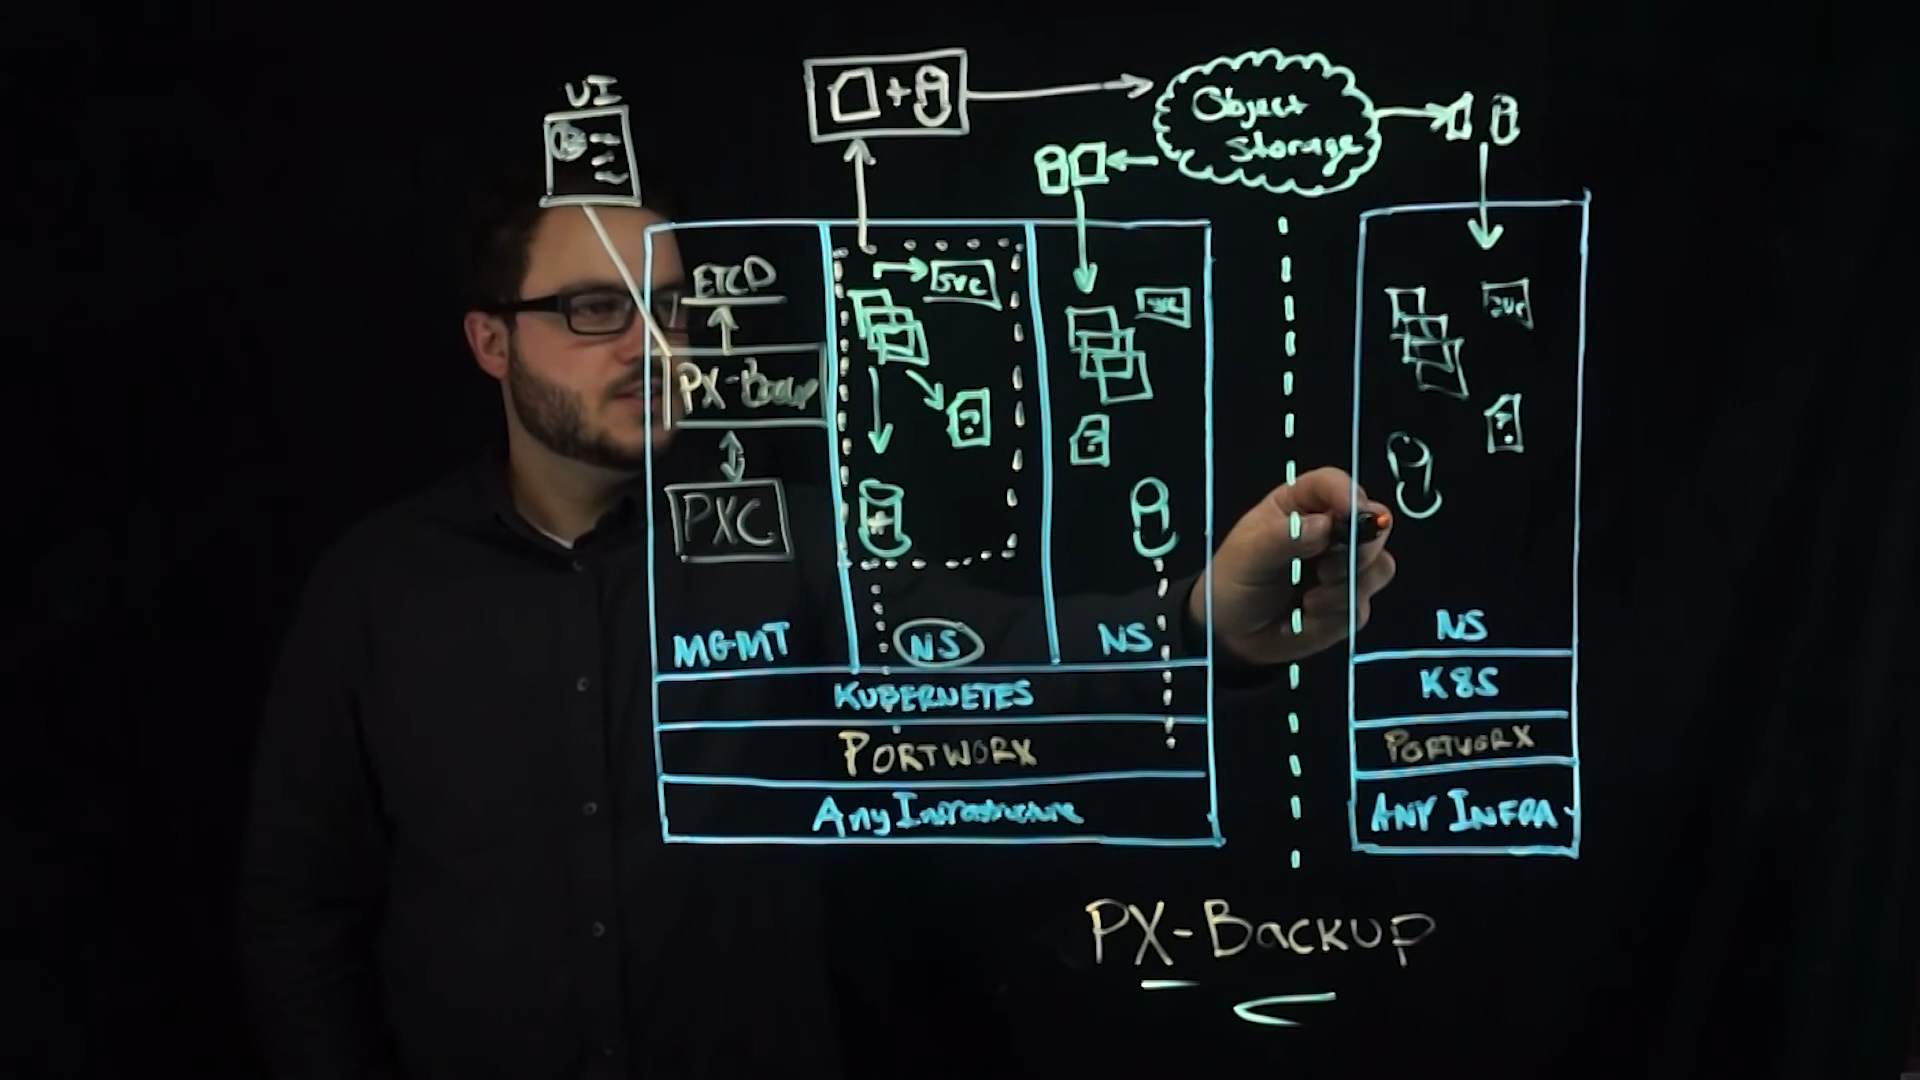 UI
Object
Storage
ETCD
svc
svc
svc
PX-Backup
PXC
MGMT
NS
NS
NS
KUBERNETES
K8S
PORTWORX
PORTWORX
Any Infrastructure
ANY INFRA
PX-Backup